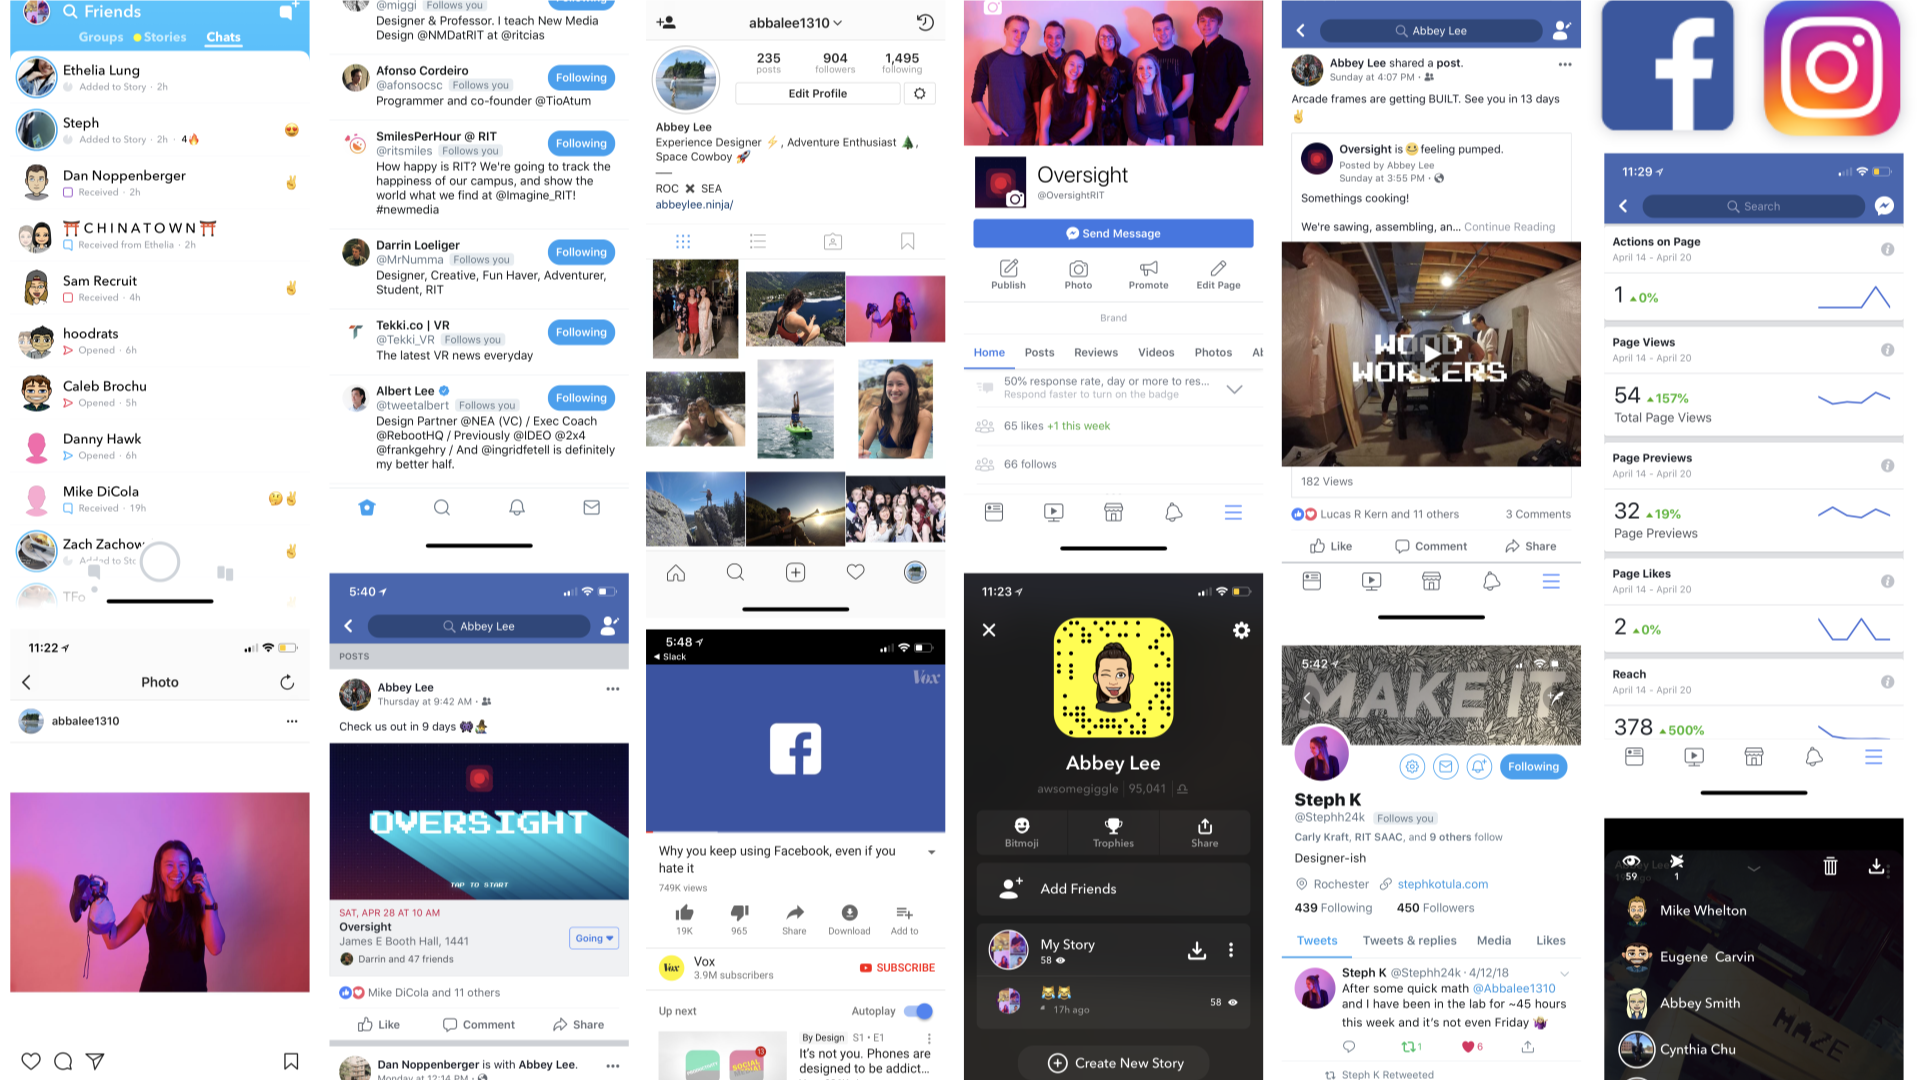 Friends
Groups
Stories
Chats
Ethelia Lung
Added to Story · 2h
Steph
Added to Story · 2h · 4🔥
Dan Noppenberger
Received · 2h
⛩CHINATOWN⛩
Received from Ethelia · 2h
Sam Recruit
Received · 4h
hoodrats
Opened · 6h
Caleb Brochu
Opened · 5h
Danny Hawk
Opened · 6h
Mike DiCola
Received · 19h
Zach Zachow
Added to Sto
TFo
11:22
Photo
abbalee1310
@miggi Follows you
Designer & Professor. I teach New Media
Design @NMDatRIT at @ritcias
Afonso Cordeiro
@afonsocsc Follows you
Following
Programmer and co-founder @TioAtum
SmilesPerHour @ RIT
@ritsmiles Follows you
Following
How happy is RIT? We're going to track the
happiness of our campus, and show the
world what we find at @Imagine_RIT!
#newmedia
Darrin Loeliger
@MrNumma Follows you
Following
Designer, Creative, Fun Haver, Adventurer,
Student, RIT
Tekki.co | VR
@Tekki_VR Follows you
Following
The latest VR news everyday
Albert Lee
@tweetalbert Follows you
Following
Design Partner @NEA (VC) / Exec Coach
@RebootHQ / Previously @IDEO @2x4
@frankgehry / And @ingridfetell is definitely
my better half.
5:40
Abbey Lee
POSTS
Abbey Lee
Thursday at 9:42 AM ·
Check us out in 9 days
OVERSIGHT
TAP TO START
SAT, APR 28 AT 10 AM
Oversight
James E Booth Hall, 1441
Going
Darrin and 47 friends
Mike DiCola and 11 others
Like
Comment
Share
Dan Noppenberger is with Abbey Lee.
Monday at 12:14 PM ·
abbalee1310
235
904
1,495
posts
followers
following
Edit Profile
Abbey Lee
Experience Designer ⚡, Adventure Enthusiast 🌲,
Space Cowboy 🚀
—
ROC ✖ SEA
abbeylee.ninja/
5:48
Slack
Vox
Why you keep using Facebook, even if you
hate it
749K views
19K
965
Share
Download
Add to
Vox
Vox
3.9M subscribers
SUBSCRIBE
Up next
Autoplay
By Design S1 · E1
13
It's not you. Phones are
designed to be addict...
Oversight
@OversightRIT
Send Message
Publish
Photo
Promote
Edit Page
Brand
Home
Posts
Reviews
Videos
Photos
Al
50% response rate, day or more to res...
Respond faster to turn on the badge
65 likes +1 this week
66 follows
11:23
Abbey Lee
awsomegiggle
95,041
Bitmoji
Trophies
Share
Add Friends
My Story
58
😹😹
17h ago
58
Create New Story
Abbey Lee
Abbey Lee shared a post.
Sunday at 4:07 PM ·
Arcade frames are getting BUILT. See you in 13 days
✌
Oversight is 😄 feeling pumped.
Posted by Abbey Lee
Sunday at 3:55 PM ·
Somethings cooking!
We're sawing, assembling, an... Continue Reading
WOOD
WORKERS
182 Views
Lucas R Kern and 11 others
3 Comments
Like
Comment
Share
5:42
MAKE IT
Following
Steph K
@Stephh24k Follows you
Carly Kraft, RIT SAAC, and 9 others follow
Designer-ish
Rochester
stephkotula.com
439 Following
450 Followers
Tweets
Tweets & replies
Media
Likes
Steph K @Stephh24k · 4/12/18
After some quick math @Abbalee1310
and I have been in the lab for ~45 hours
this week and it's not even Friday
1
6
Steph K Retweeted
11:29
Search
Actions on Page
April 14 - April 20
1 0%
Page Views
April 14 - April 20
54 157%
Total Page Views
Page Previews
April 14 - April 20
32 19%
Page Previews
Page Likes
April 14 - April 20
2 0%
Reach
April 14 - April 20
378 500%
59
1
Mike Whelton
Eugene Carvin
Abbey Smith
Cynthia Chu
MAZE